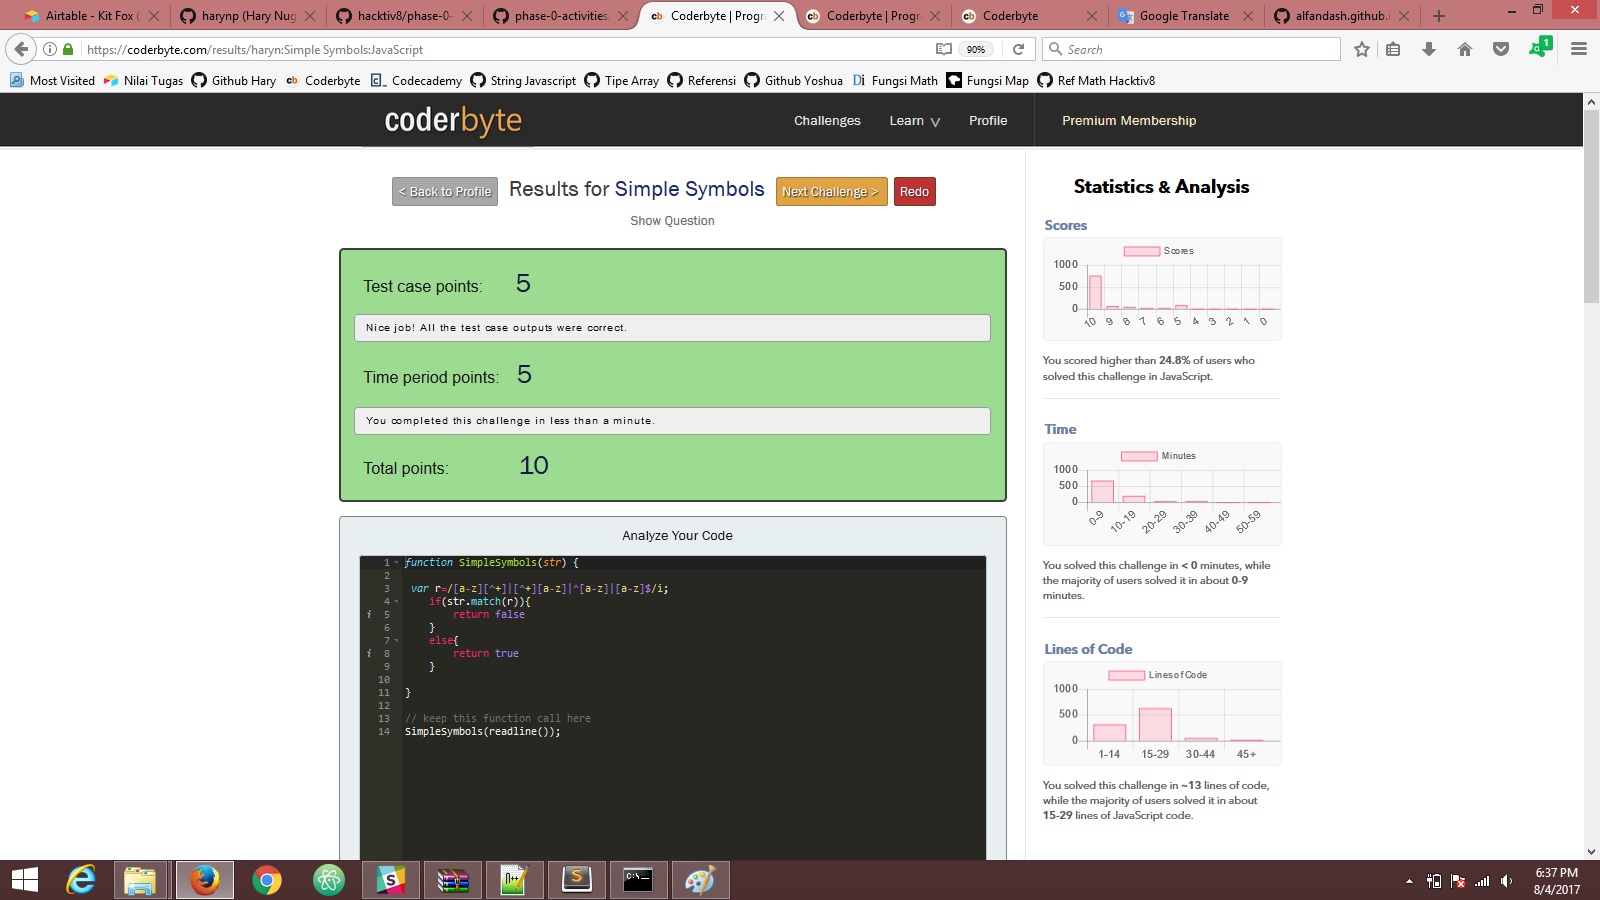 Airtable - Kit Fox (
harynp (Hary Nug
hacktiv8/phase-0-
phase-0-activities
Coderbyte | Progr
Coderbyte | Progr
Coderbyte
Google Translate
alfandash.github.i
https://coderbyte.com/results/haryn:Simple Symbols:JavaScript
90%
Search
1
Most Visited
Nilai Tugas
Github Hary
Coderbyte
Codecademy
String Javascript
Tipe Array
Referensi
Github Yoshua
Fungsi Math
Fungsi Map
Ref Math Hacktiv8
coderbyte
Challenges
Learn
Profile
Premium Membership
< Back to Profile
Results for Simple Symbols
Next Challenge >
Redo
Show Question
Test case points: 5
Nice job! All the test case outputs were correct.
Time period points: 5
You completed this challenge in less than a minute.
Total points: 10
Analyze Your Code
1 function SimpleSymbols(str) {
2
3 var r=/[a-z][^+]|[^+][a-z]|^[a-z]|[a-z]$/i;
4 if(str.match(r)){
i 5 return false
6 }
7 else{
i 8 return true
9 }
10
11 }
12
13 // keep this function call here
14 SimpleSymbols(readline());
Statistics & Analysis
Scores
Scores
1000
500
0
10 9 8 7 6 5 4 3 2 1 0
You scored higher than 24.8% of users who
solved this challenge in JavaScript.
Time
Minutes
1000
500
0
0-9 10-19 20-29 30-39 40-49 50-59
You solved this challenge in < 0 minutes, while
the majority of users solved it in about 0-9
minutes.
Lines of Code
Lines of Code
1000
500
0
1-14 15-29 30-44 45+
You solved this challenge in ~13 lines of code,
while the majority of users solved it in about
15-29 lines of JavaScript code.
6:37 PM
8/4/2017